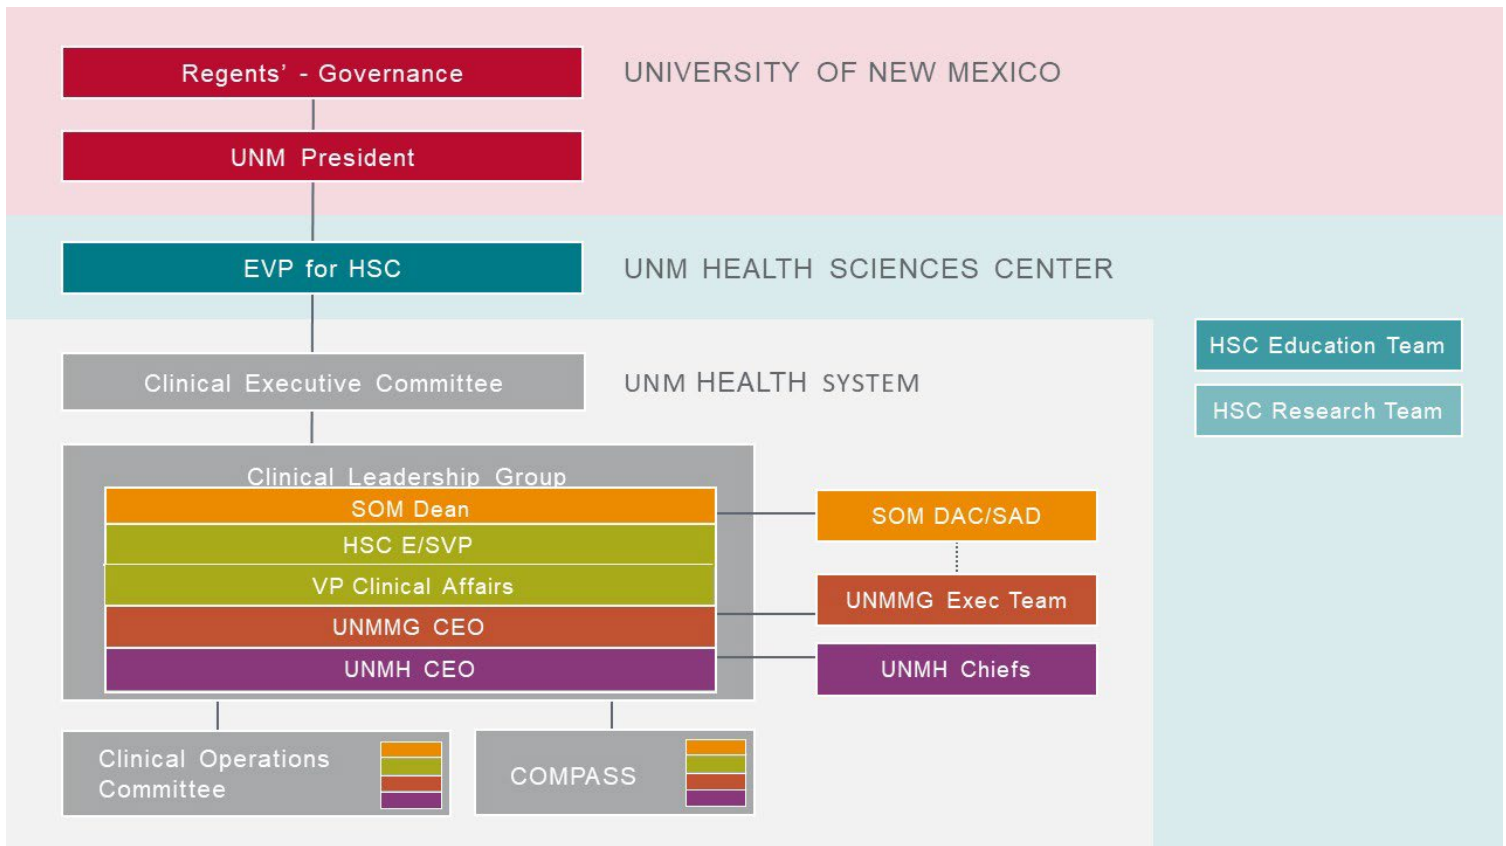 Regents' - Governance
UNIVERSITY OF NEW MEXICO
UNM President
EVP for HSC
UNM HEALTH SCIENCES CENTER
Clinical Executive Committee
UNM HEALTH SYSTEM
HSC Education Team
HSC Research Team
Clinical Leadership Group
SOM Dean
HSC E/SVP
VP Clinical Affairs
UNMMG CEO
UNMH CEO
SOM DAC/SAD
UNMMG Exec Team
UNMH Chiefs
Clinical Operations
Committee
COMPASS